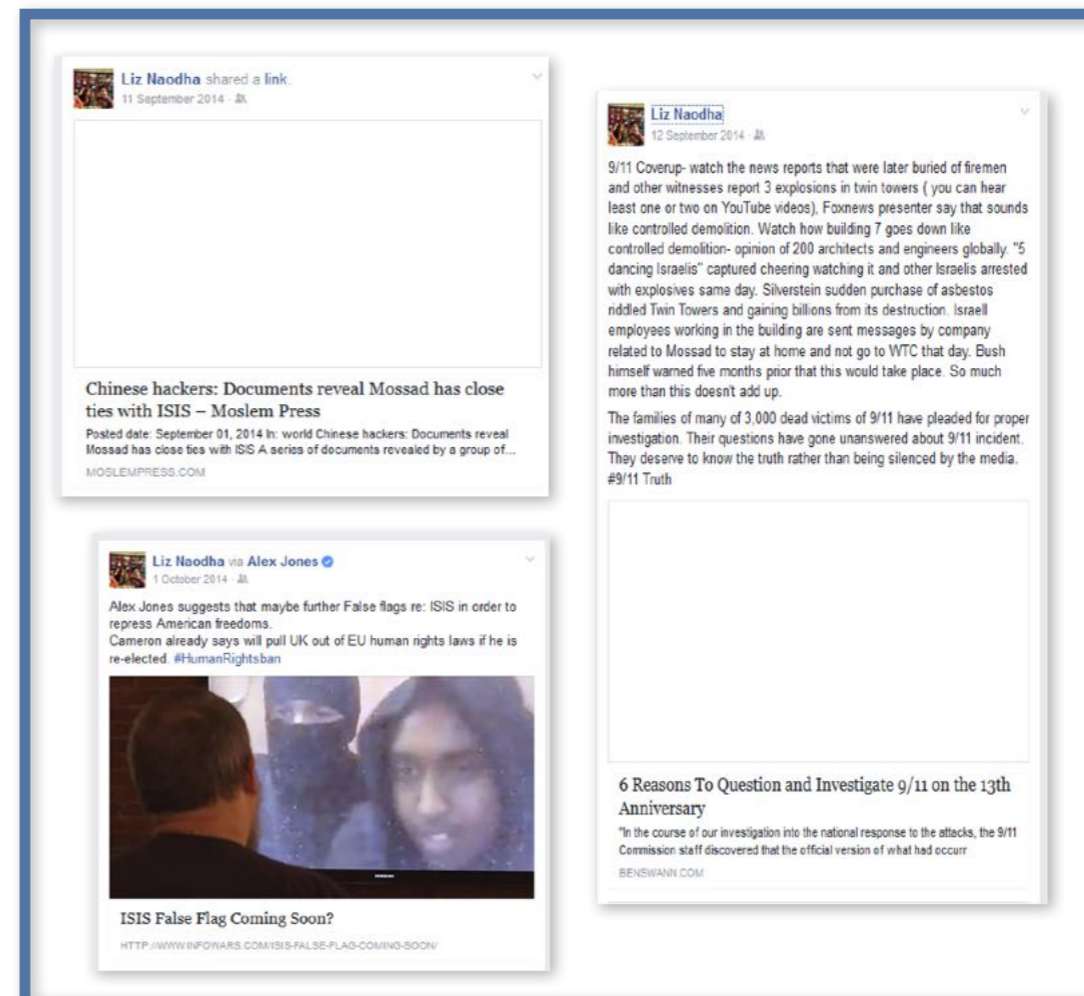 Liz Naodha shared a link.
11 September 2014
Chinese hackers: Documents reveal Mossad has close
ties with ISIS – Moslem Press
Posted date: September 01, 2014 In: world Chinese hackers: Documents reveal
Mossad has close ties with ISIS A series of documents revealed by a group of...
MOSLEMPRESS.COM
Liz Naodha via Alex Jones
1 October 2014
Alex Jones suggests that maybe further False flags re: ISIS in order to
repress American freedoms.
Cameron already says will pull UK out of EU human rights laws if he is
re-elected. #HumanRightsban
SAMSUNG
ISIS False Flag Coming Soon?
HTTP://WWW.INFOWARS.COM/ISIS-FALSE-FLAG-COMING-SOON/
Liz Naodha
12 September 2014
9/11 Coverup- watch the news reports that were later buried of firemen
and other witnesses report 3 explosions in twin towers ( you can hear
least one or two on YouTube videos), Foxnews presenter say that sounds
like controlled demolition. Watch how building 7 goes down like
controlled demolition- opinion of 200 architects and engineers globally. "5
dancing Israelis" captured cheering watching it and other Israelis arrested
with explosives same day. Silverstein sudden purchase of asbestos
riddled Twin Towers and gaining billions from its destruction. Israell
employees working in the building are sent messages by company
related to Mossad to stay at home and not go to WTC that day. Bush
himself warned five months prior that this would take place. So much
more than this doesn't add up.
The families of many of 3,000 dead victims of 9/11 have pleaded for proper
investigation. Their questions have gone unanswered about 9/11 incident.
They deserve to know the truth rather than being silenced by the media.
#9/11 Truth
6 Reasons To Question and Investigate 9/11 on the 13th
Anniversary
"In the course of our investigation into the national response to the attacks, the 9/11
Commission staff discovered that the official version of what had occurr
BENSWANN.COM